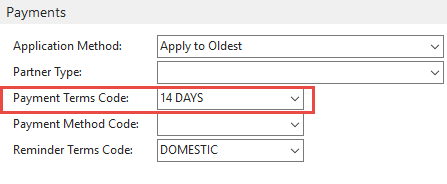 Payments
Application Method: Apply to Oldest
Partner Type:
Payment Terms Code: 14 DAYS
Payment Method Code:
Reminder Terms Code: DOMESTIC